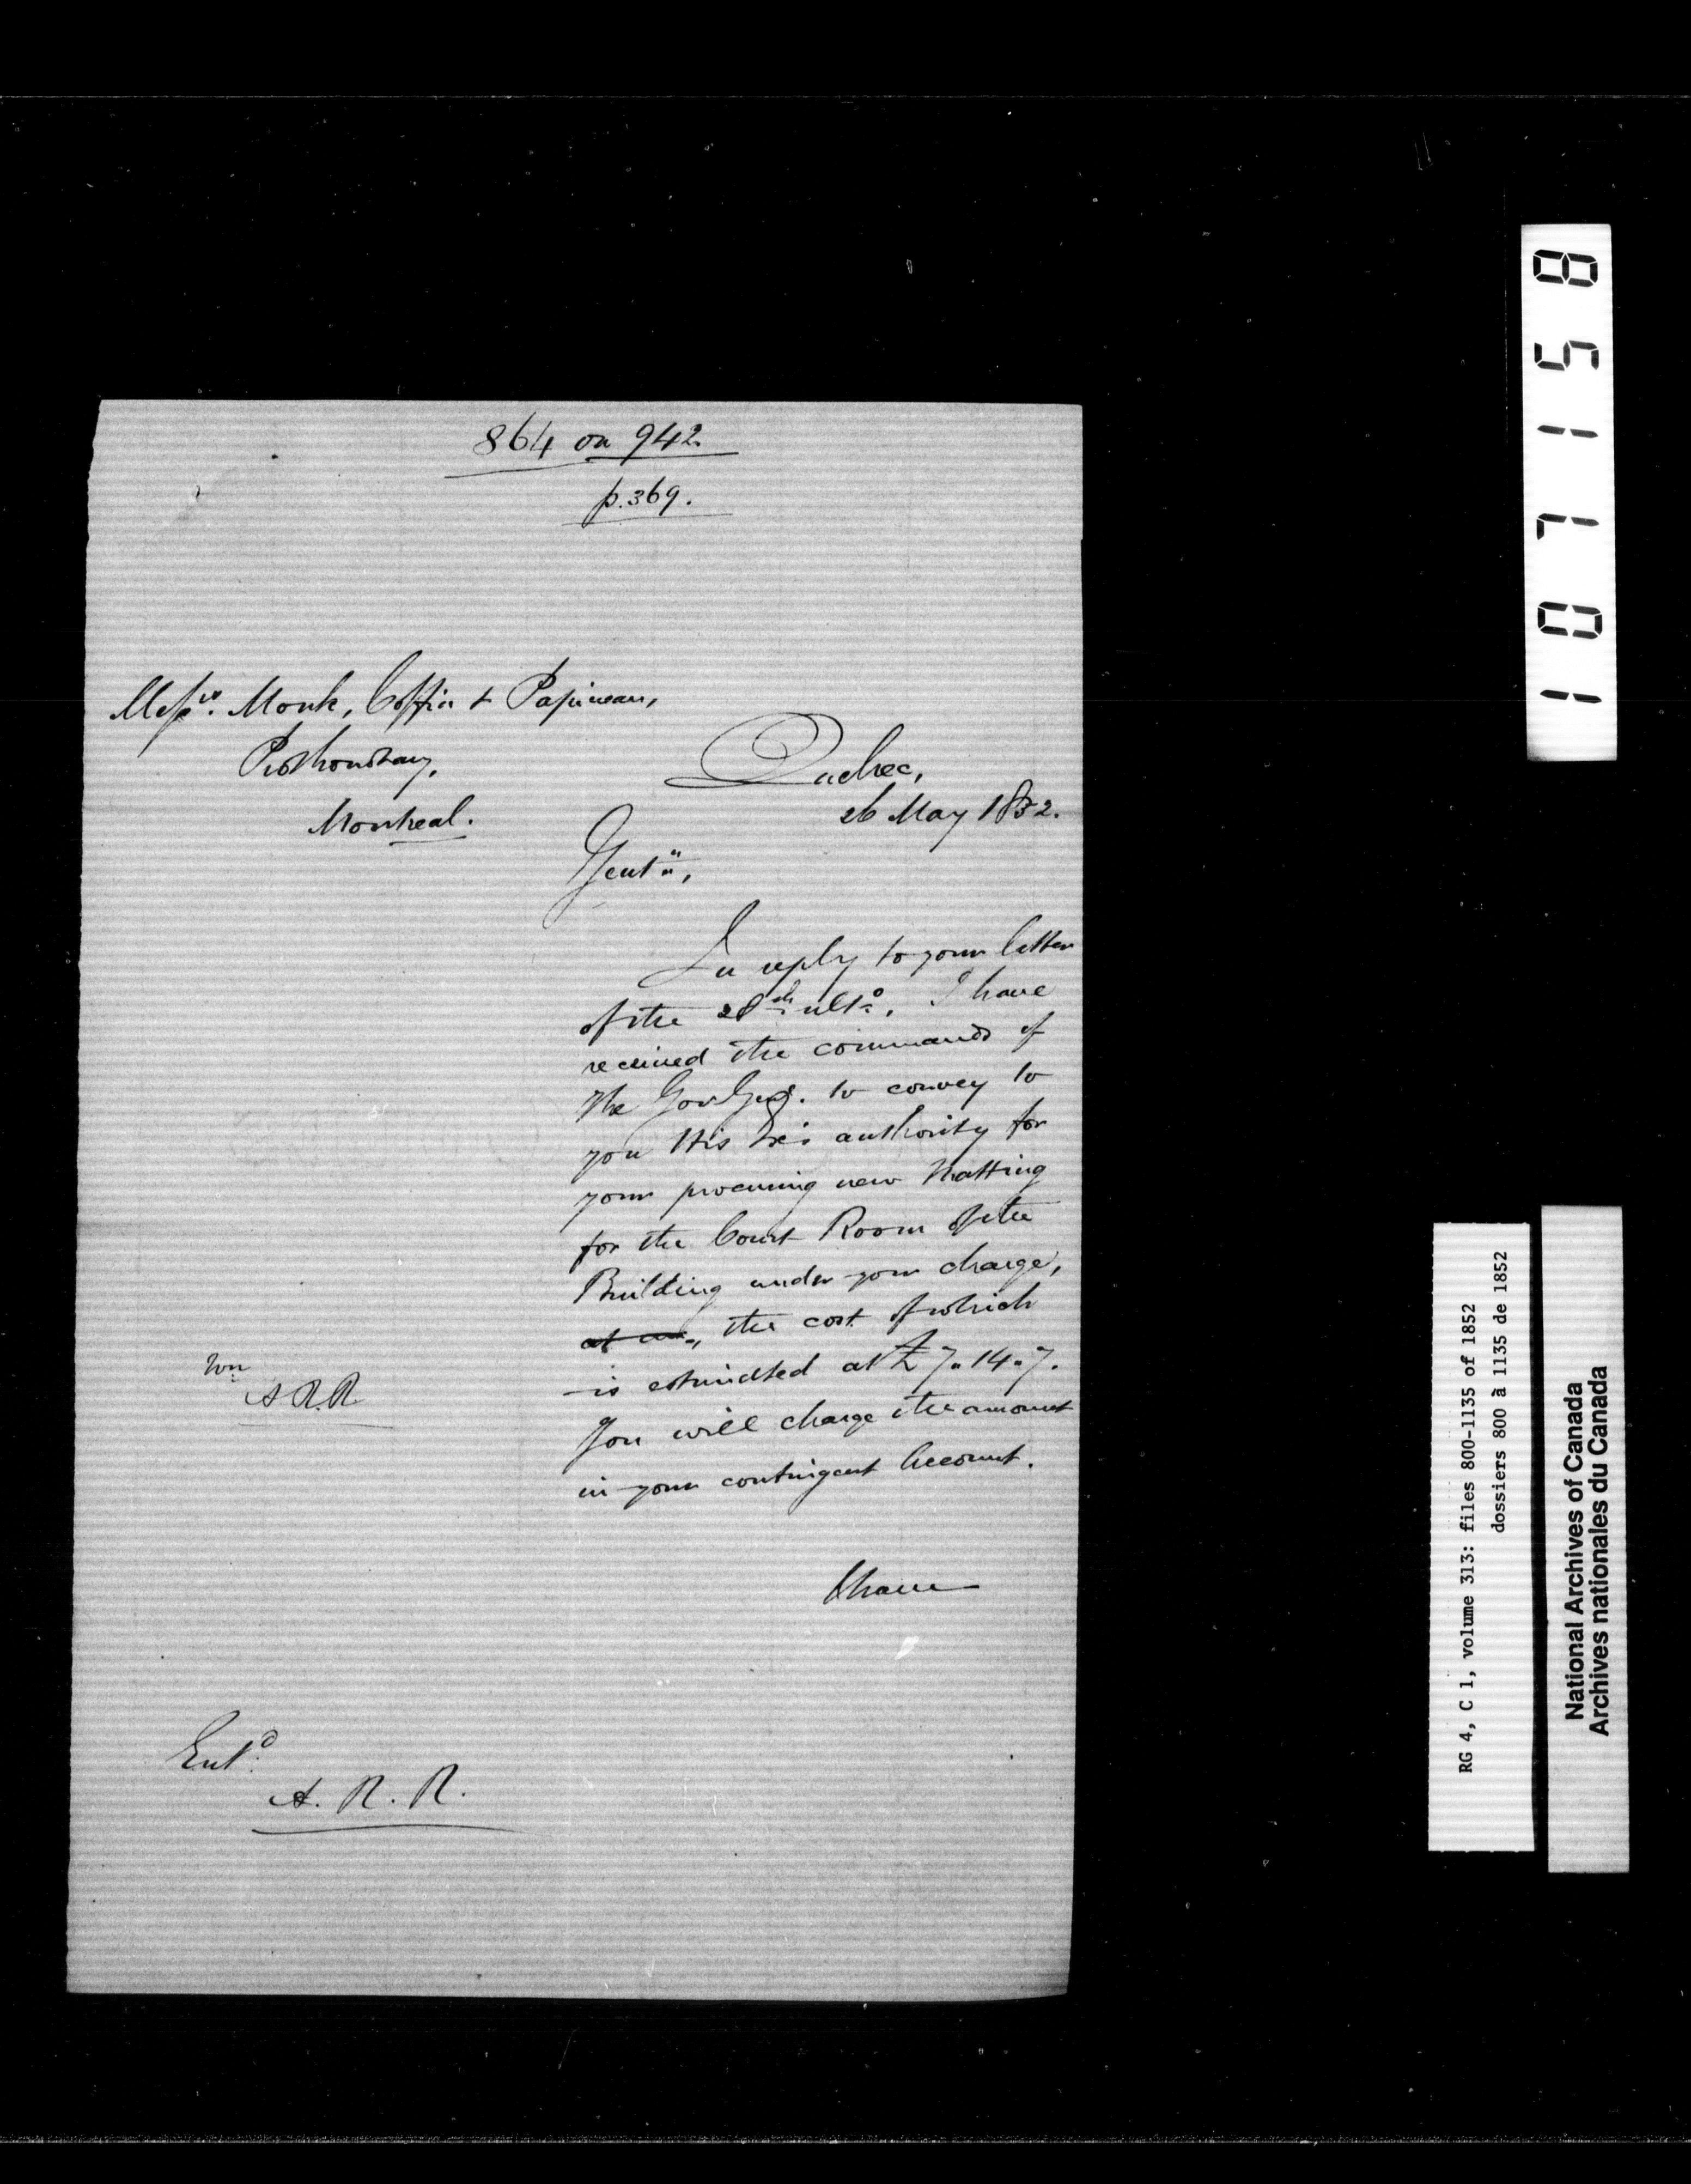 864 on 942
p. 369.
Messrs. Monk, Coffin & Papineau,
Prothonotary,
Montreal.
Quebec,
26 May 1852.
Gentn,
In reply to your letter
of the 28th ulto, I have
received the commands of
the Gov Genl. to convey to
you His Ex's authority for
your procuring new Matting
for the Court Room of the
Building under your charge,
at an, the cost of which
is estimated at £7"14"7.
You will charge the amount
in your contingent Account.
I have
Wn
A R. R.
Entd
A. R. R.
107158
RG 4, C 1, volume 313: files 800-1135 of 1852
dossiers 800 à 1135 de 1852
National Archives of Canada
Archives nationales du Canada